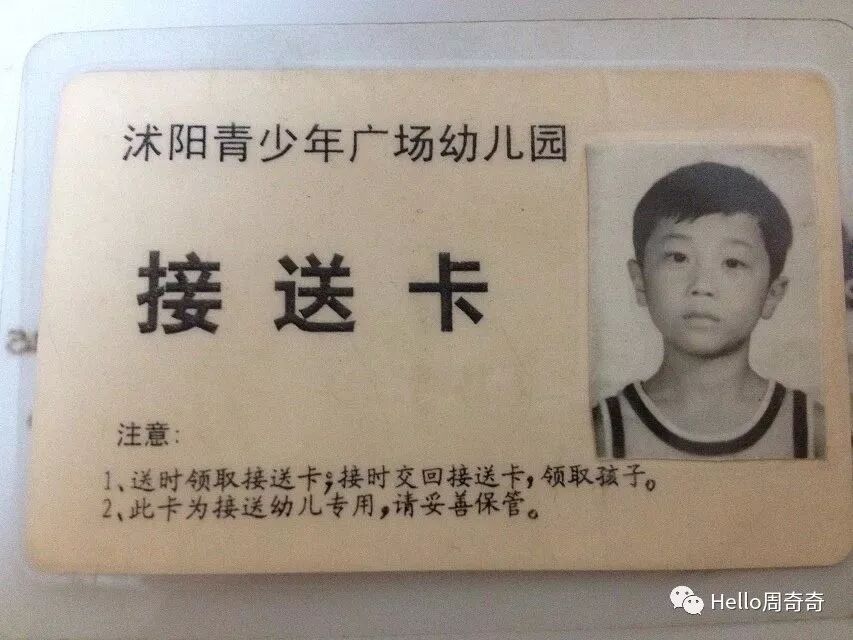 沭阳青少年广场幼儿园
接送卡
注意:
1、送时领取接送卡;接时交回接送卡,领取孩子。
2、此卡为接送幼儿专用,请妥善保管。
Hello周奇奇